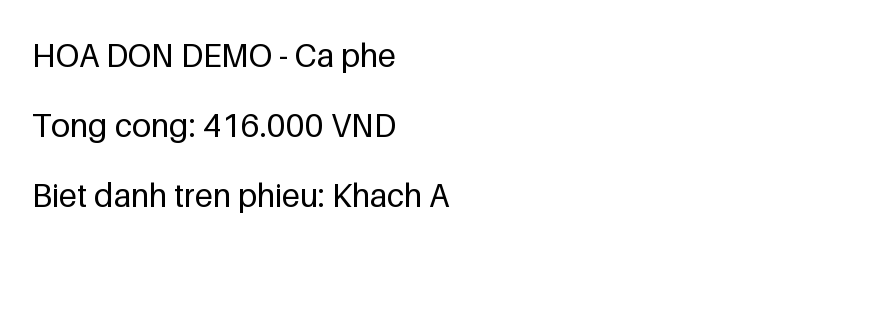 HOA DON DEMO - Ca phe
Tong cong: 416.000 VND
Biet danh tren phieu: Khach A